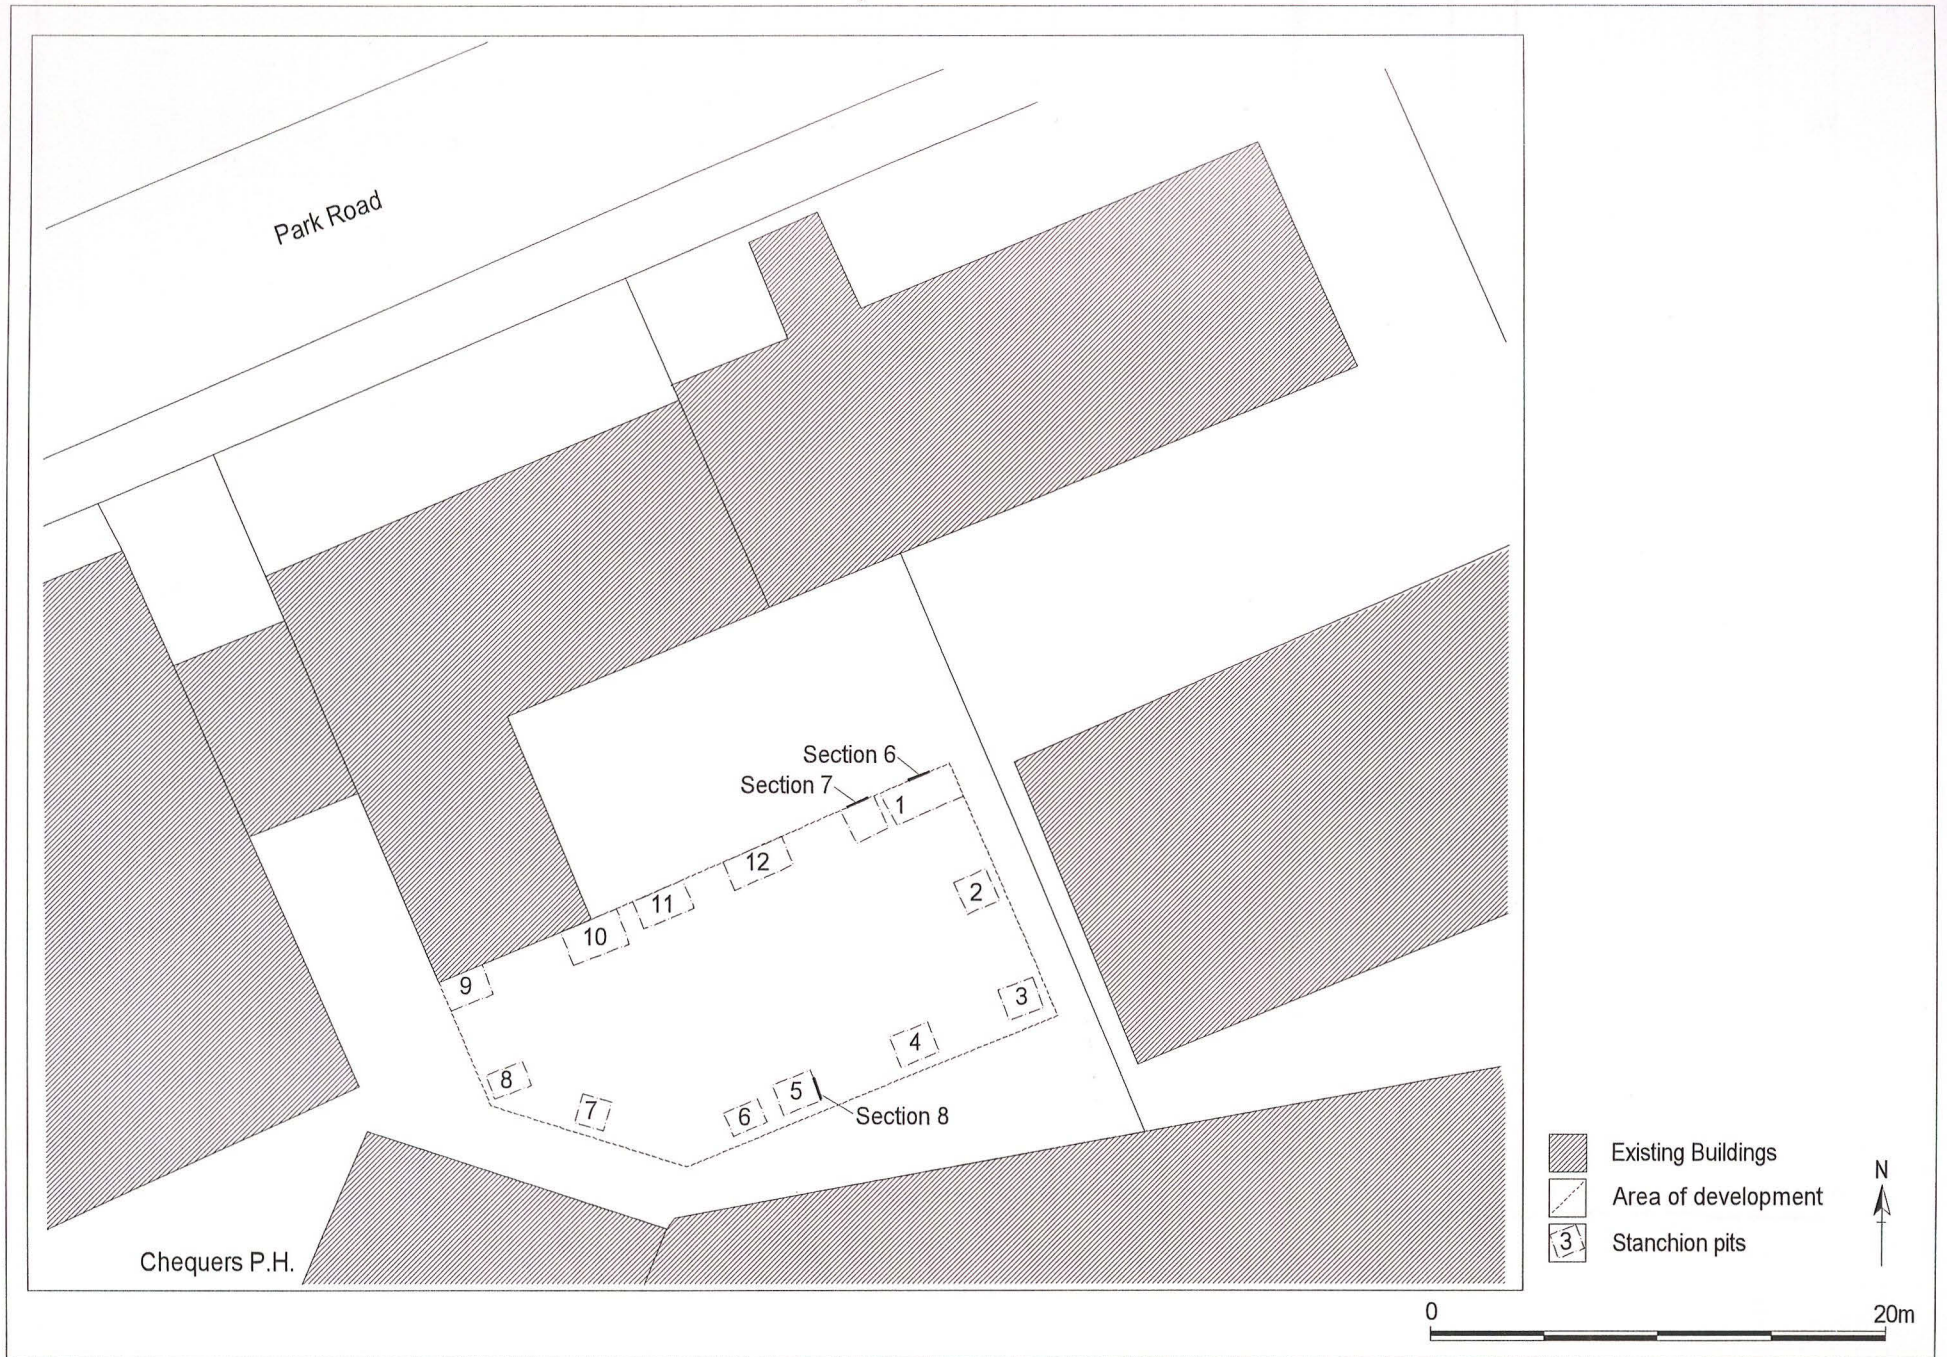 Park Road
Section 6
Section 7
1
12
2
11
10
9
3
4
8
5
7
6
Section 8
Existing Buildings
N
Area of development
3
Stanchion pits
Chequers P.H.
0
20m